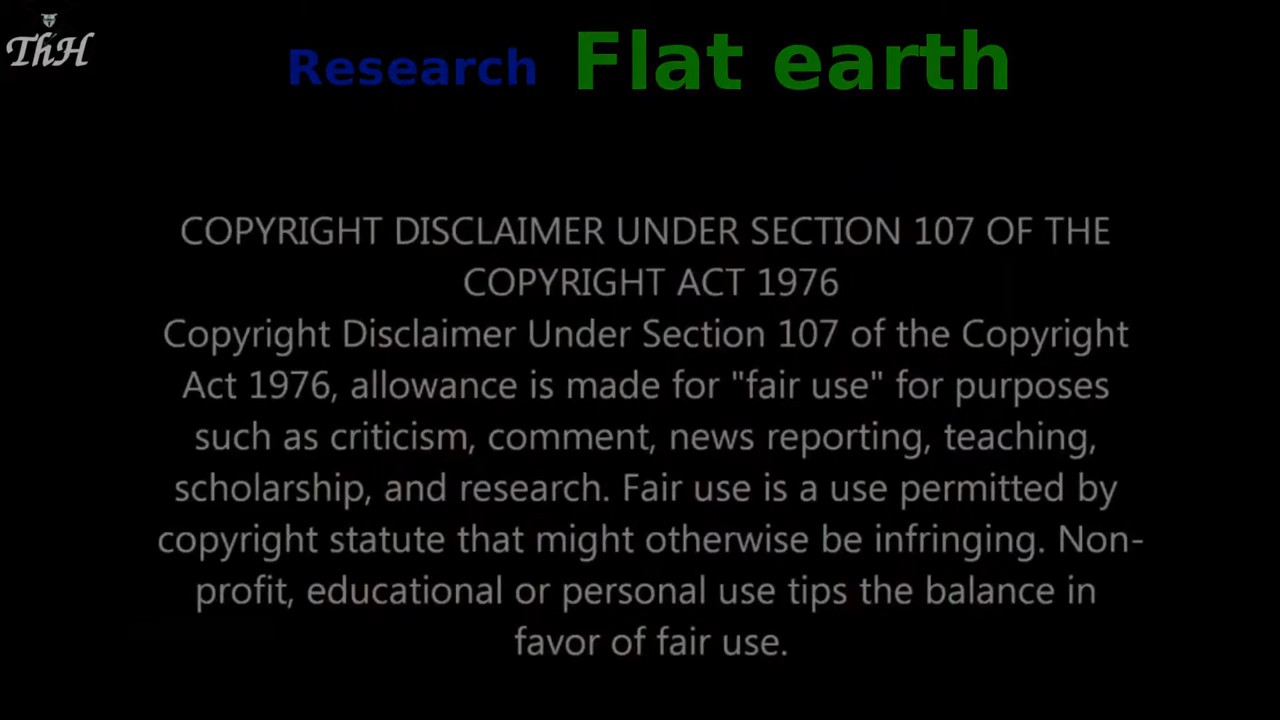 ThH
Research Flat earth
COPYRIGHT DISCLAIMER UNDER SECTION 107 OF THE
COPYRIGHT ACT 1976
Copyright Disclaimer Under Section 107 of the Copyright
Act 1976, allowance is made for "fair use" for purposes
such as criticism, comment, news reporting, teaching,
scholarship, and research. Fair use is a use permitted by
copyright statute that might otherwise be infringing. Non-
profit, educational or personal use tips the balance in
favor of fair use.